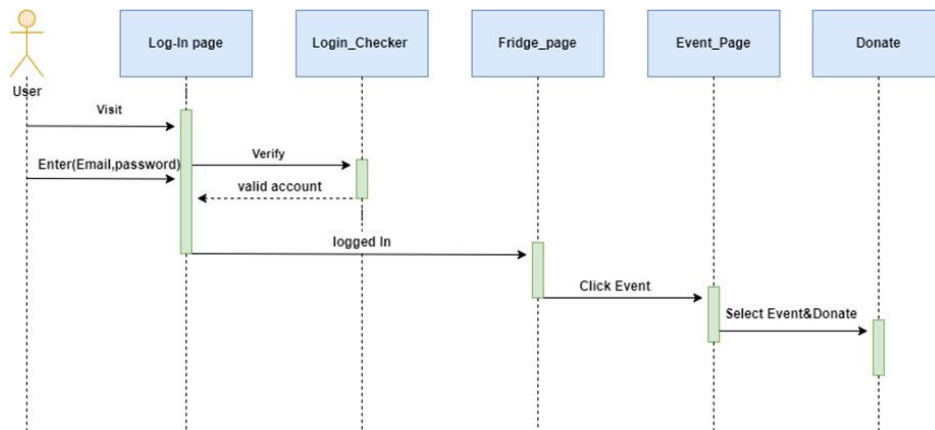 Log-In page
Login_Checker
Fridge_page
Event_Page
Donate
User
Visit
Enter(Email,password)
Verify
valid account
logged In
Click Event
Select Event&Donate